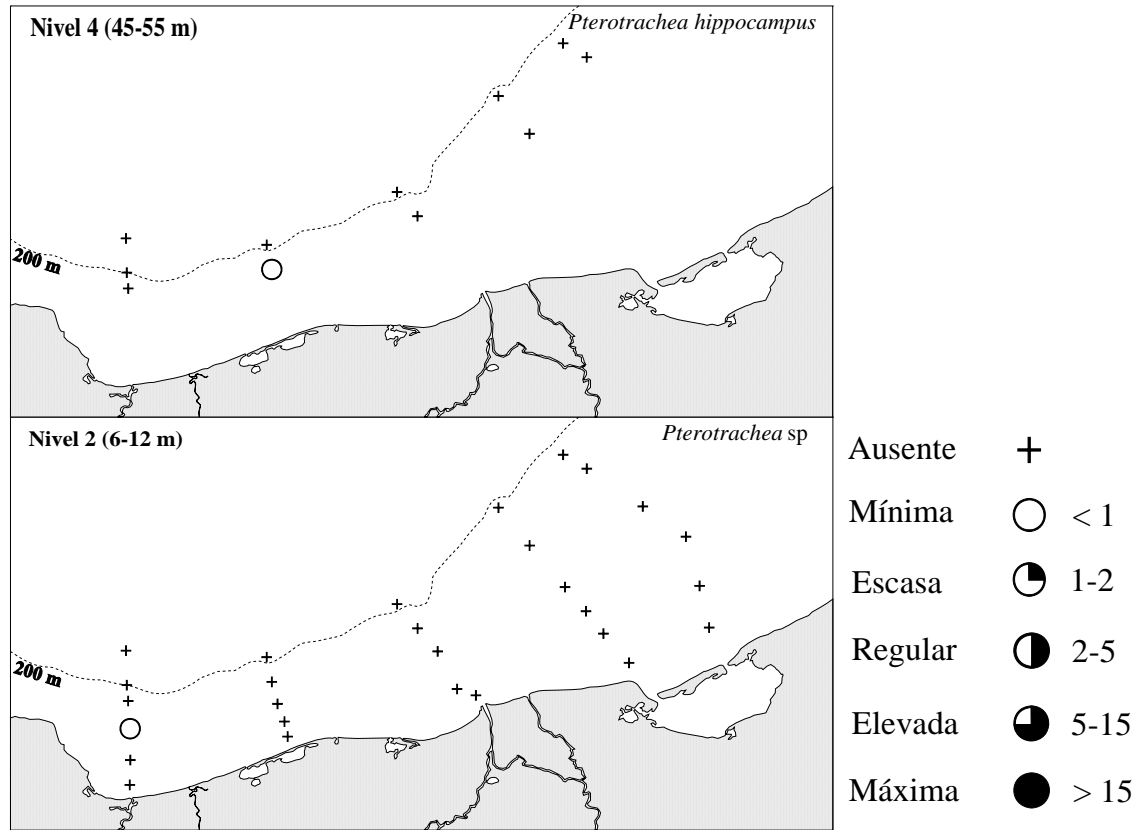 Nivel 4 (45-55 m)
Pterotrachea hippocampus
200 m
Nivel 2 (6-12 m)
Pterotrachea sp
200 m
Ausente +
Mínima < 1
Escasa 1-2
Regular 2-5
Elevada 5-15
Máxima > 15